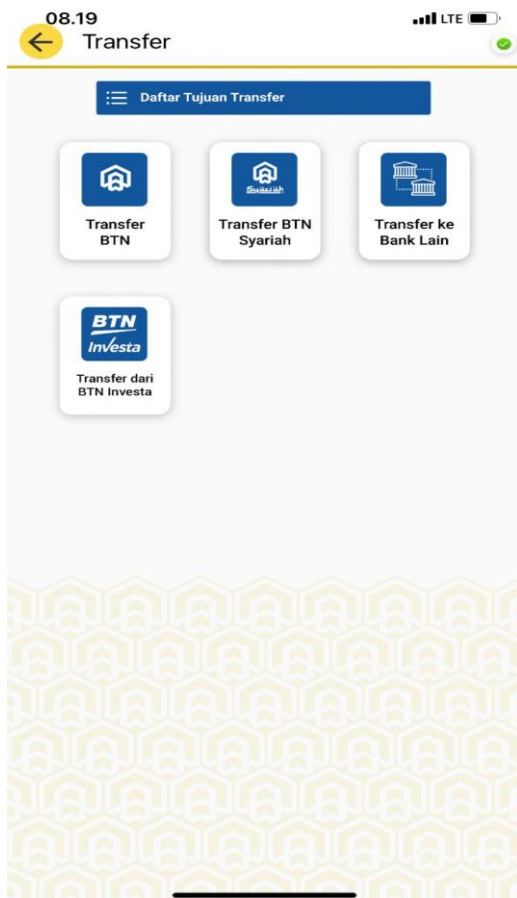 08.19
LTE
Transfer
Daftar Tujuan Transfer
Transfer
BTN
Syariah
Transfer BTN
Syariah
Transfer ke
Bank Lain
BTN
Investa
Transfer dari
BTN Investa